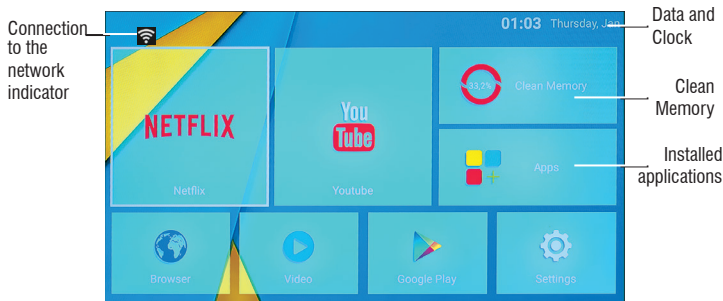 Connection
to the
network
indicator
01:03 Thursday, Jan
Data and
Clock
NETFLIX
Netflix
You
Tube
Youtube
33,2%
Clean Memory
Clean
Memory
Apps
Installed
applications
Browser
Video
Google Play
Settings